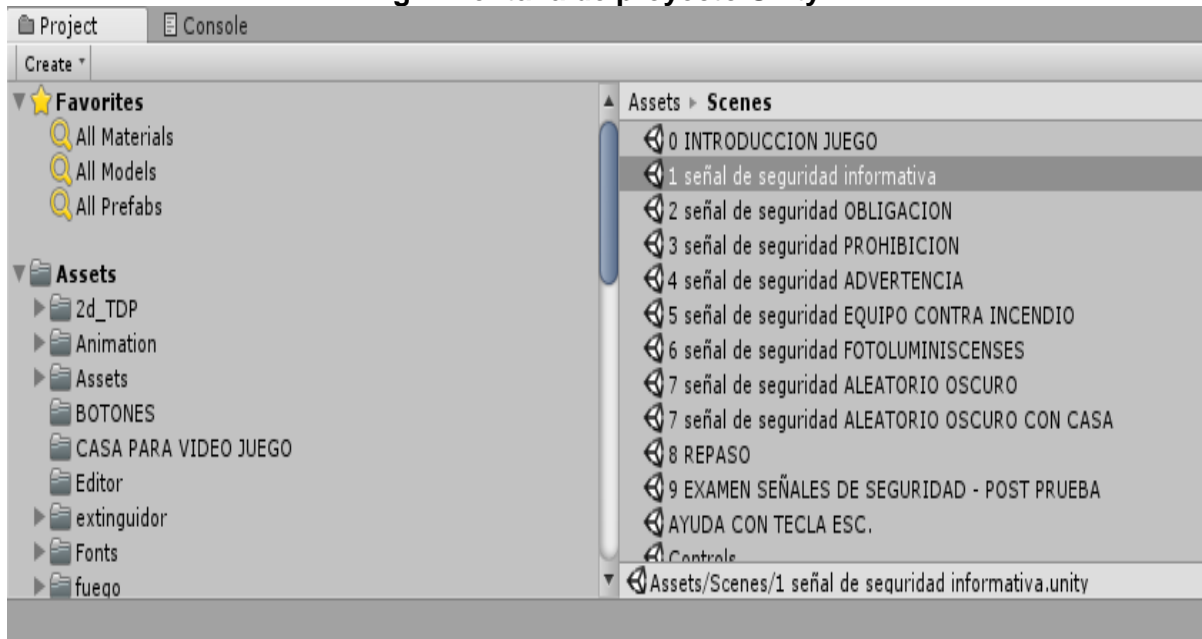 de proyecto Unity
Project
Console
Create
Favorites
All Materials
All Models
All Prefabs
Assets
2d_TDP
Animation
Assets
BOTONES
CASA PARA VIDEO JUEGO
Editor
extinguidor
Fonts
fuego
Assets Scenes
0 INTRODUCCION JUEGO
1 señal de seguridad informativa
2 señal de seguridad OBLIGACION
3 señal de seguridad PROHIBICION
4 señal de seguridad ADVERTENCIA
5 señal de seguridad EQUIPO CONTRA INCENDIO
6 señal de seguridad FOTOLUMINISCENSES
7 señal de seguridad ALEATORIO OSCURO
7 señal de seguridad ALEATORIO OSCURO CON CASA
8 REPASO
9 EXAMEN SEÑALES DE SEGURIDAD - POST PRUEBA
AYUDA CON TECLA ESC.
Controls
Assets/Scenes/1 señal de seguridad informativa.unity